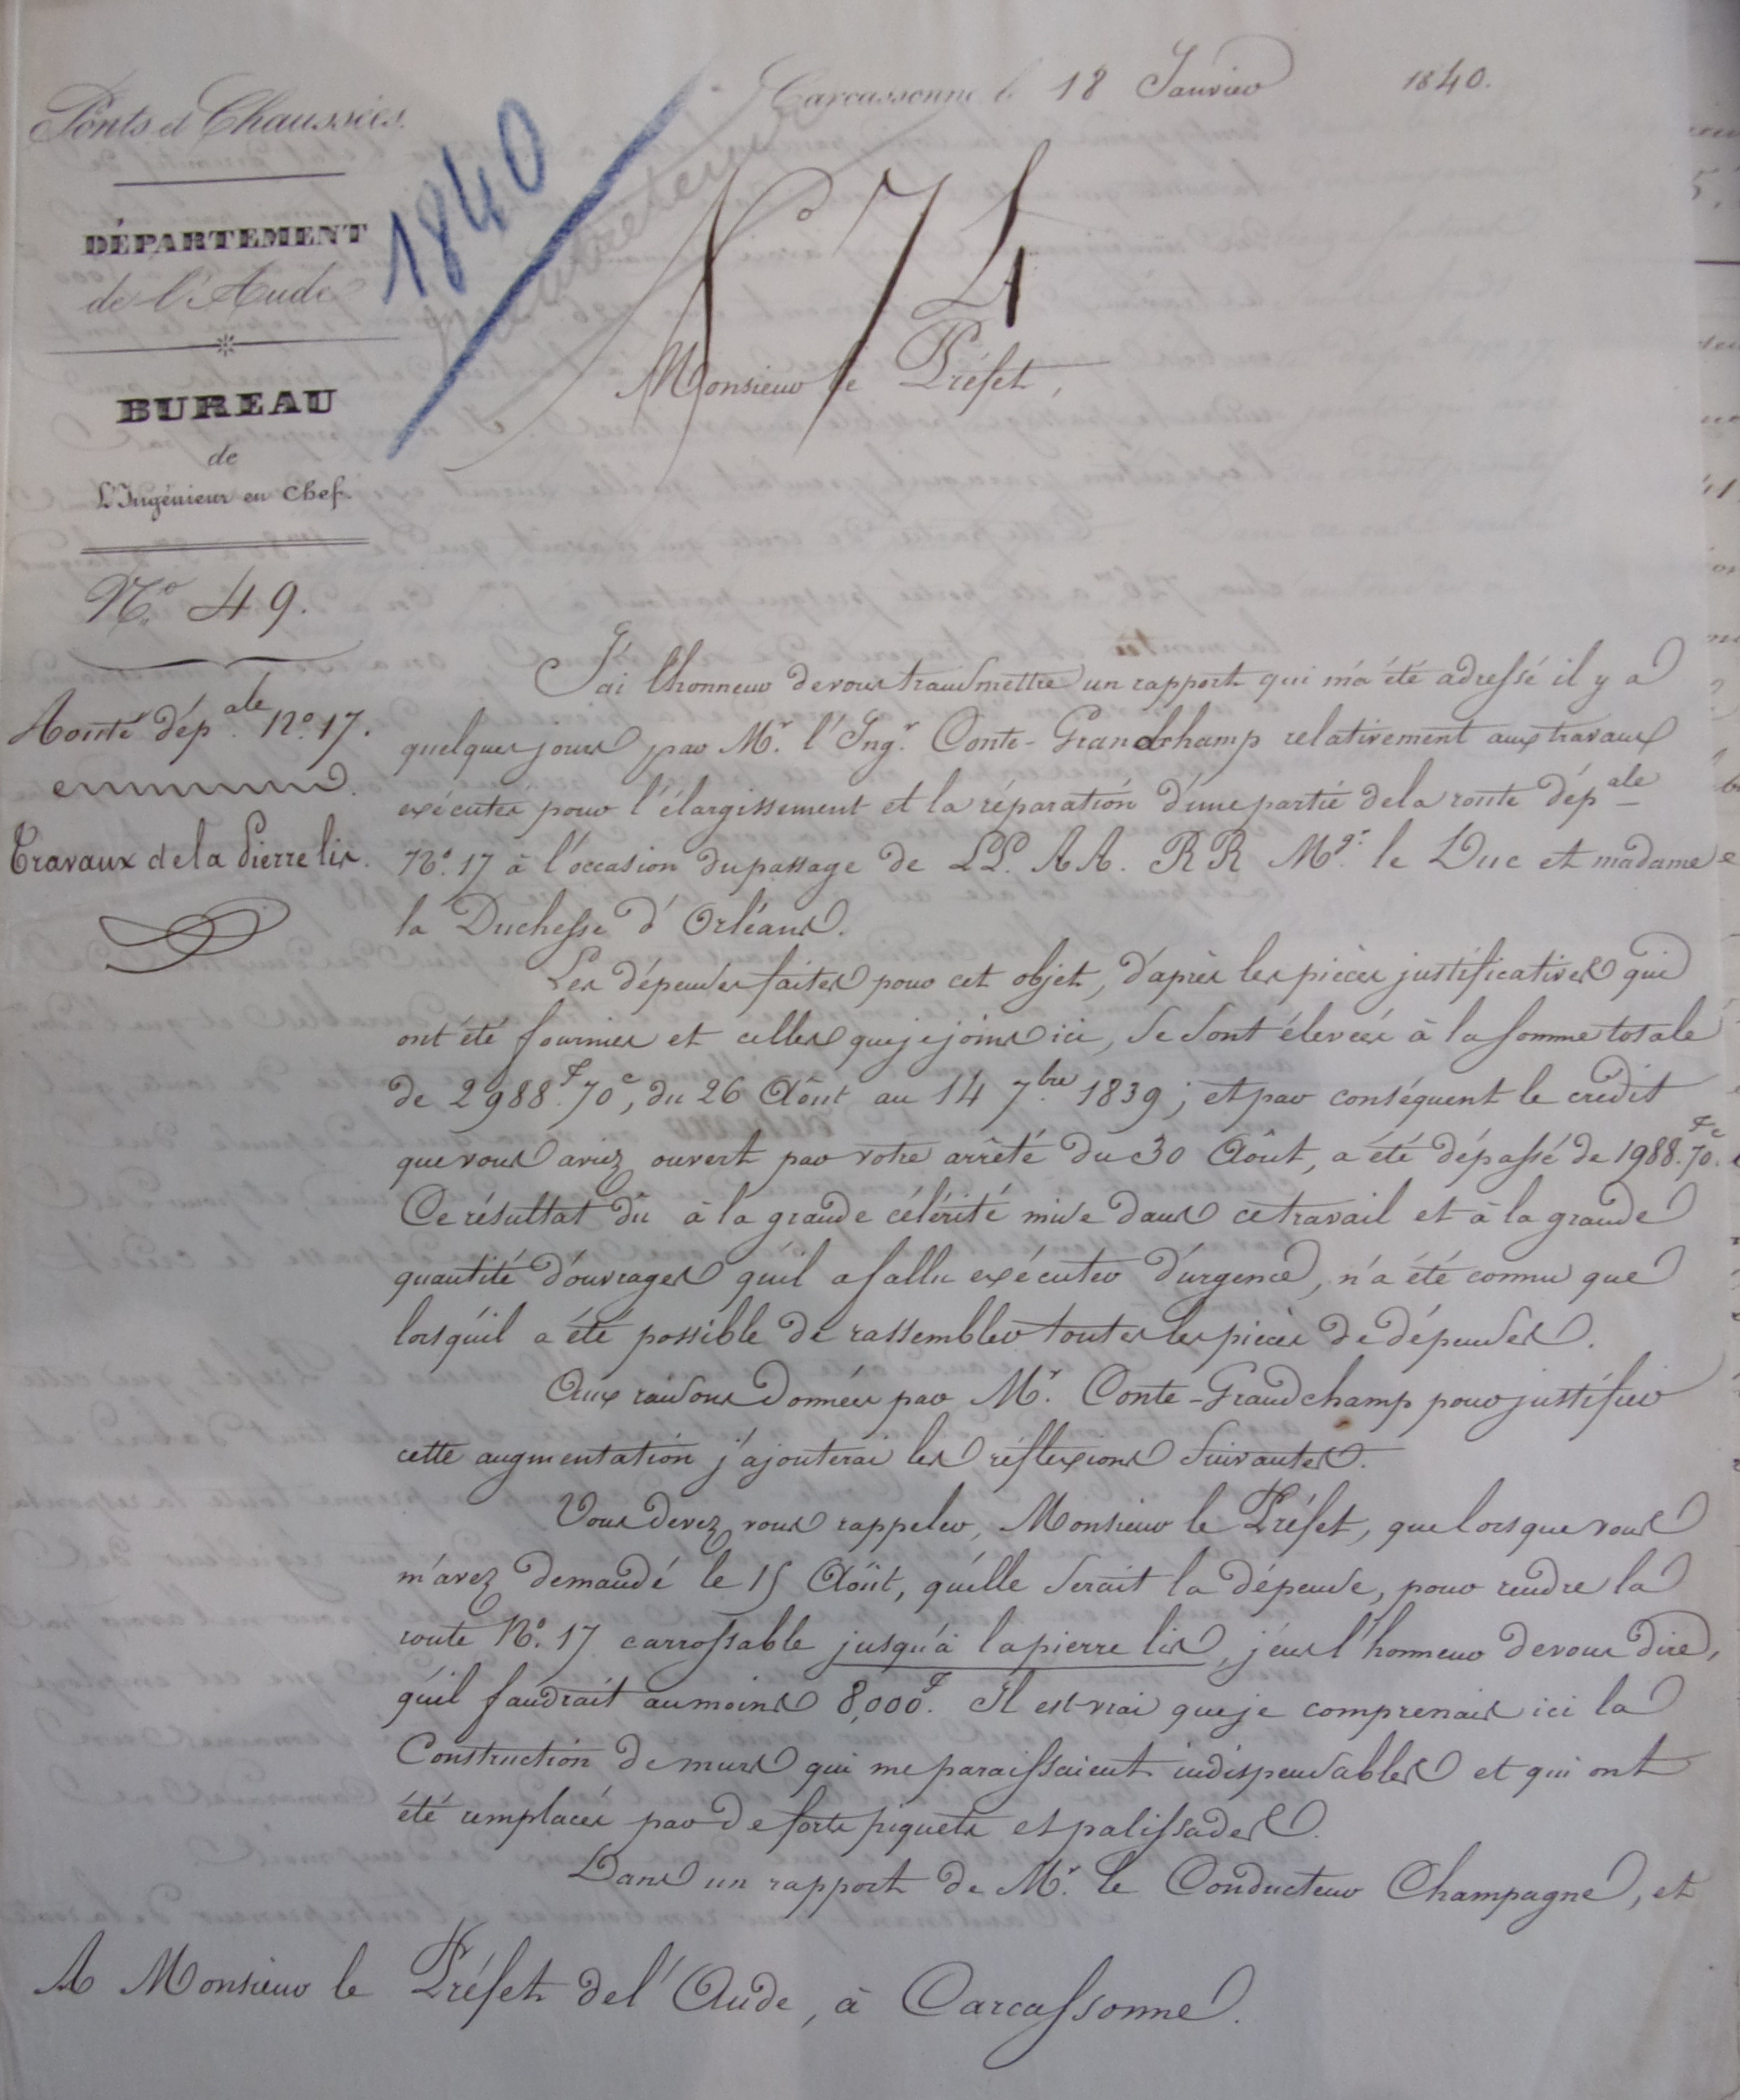 Carcassonne le 18 Janvier 1840.
Ponts et Chaussées.
DÉPARTEMENT
de l'Aude
BUREAU
de
L'Ingénieur en Chef.
N.º 49.
Route dép.ale N.º 17.
Travaux de la Pierre lis.
1840
Nº 74
Monsieur le Préfet,
J'ai l'honneur de vous transmettre un rapport qui m'a été adressé il y a
quelques jours par M.r l'Ing.r Conte-Grandchamp relativement aux travaux
exécutés pour l'élargissement et la réparation d'une partie de la route dép.ale
N.º 17 à l'occasion du passage de LL. AA. RR M.gr le Duc et madame
la Duchesse d'Orléans.
Les dépenses faites pour cet objet, d'après les pièces justificatives qui
ont été fournies et celles que je joins ici, se sont élevées à la somme totale
de 2988.f 70c, du 26 Août au 14 7.bre 1839; et par conséquent le crédit
que vous aviez ouvert par votre arrêté du 30 Août, a été dépassé de 1988.f 70.c
Ce résultat dû à la grande célérité mise dans ce travail et à la grande
quantité d'ouvrages qu'il a fallu exécuter d'urgence, n'a été connu que
lorsqu'il a été possible de rassembler toutes les pièces de dépenses.
Aux raisons données par M.r Conte-Grandchamp pour justifier
cette augmentation j'ajouterai les réflexions suivantes.
Vous devez vous rappeler, Monsieur le Préfet, que lorsque vous
m'avez demandé le 15 Août, qu'elle serait la dépense, pour rendre la
route N.º 17 carrossable jusqu'à la pierre lis, j'eus l'honneur de vous dire,
qu'il faudrait au moins 8,000.f Il est vrai que je comprenais ici la
Construction de murs qui me paraissaient indispensables et qui ont
été remplacés par de forts piquets et palissades.
Dans un rapport de M.r le Conducteur Champagne, et
A Monsieur le Préfet de l'Aude, à Carcassonne.